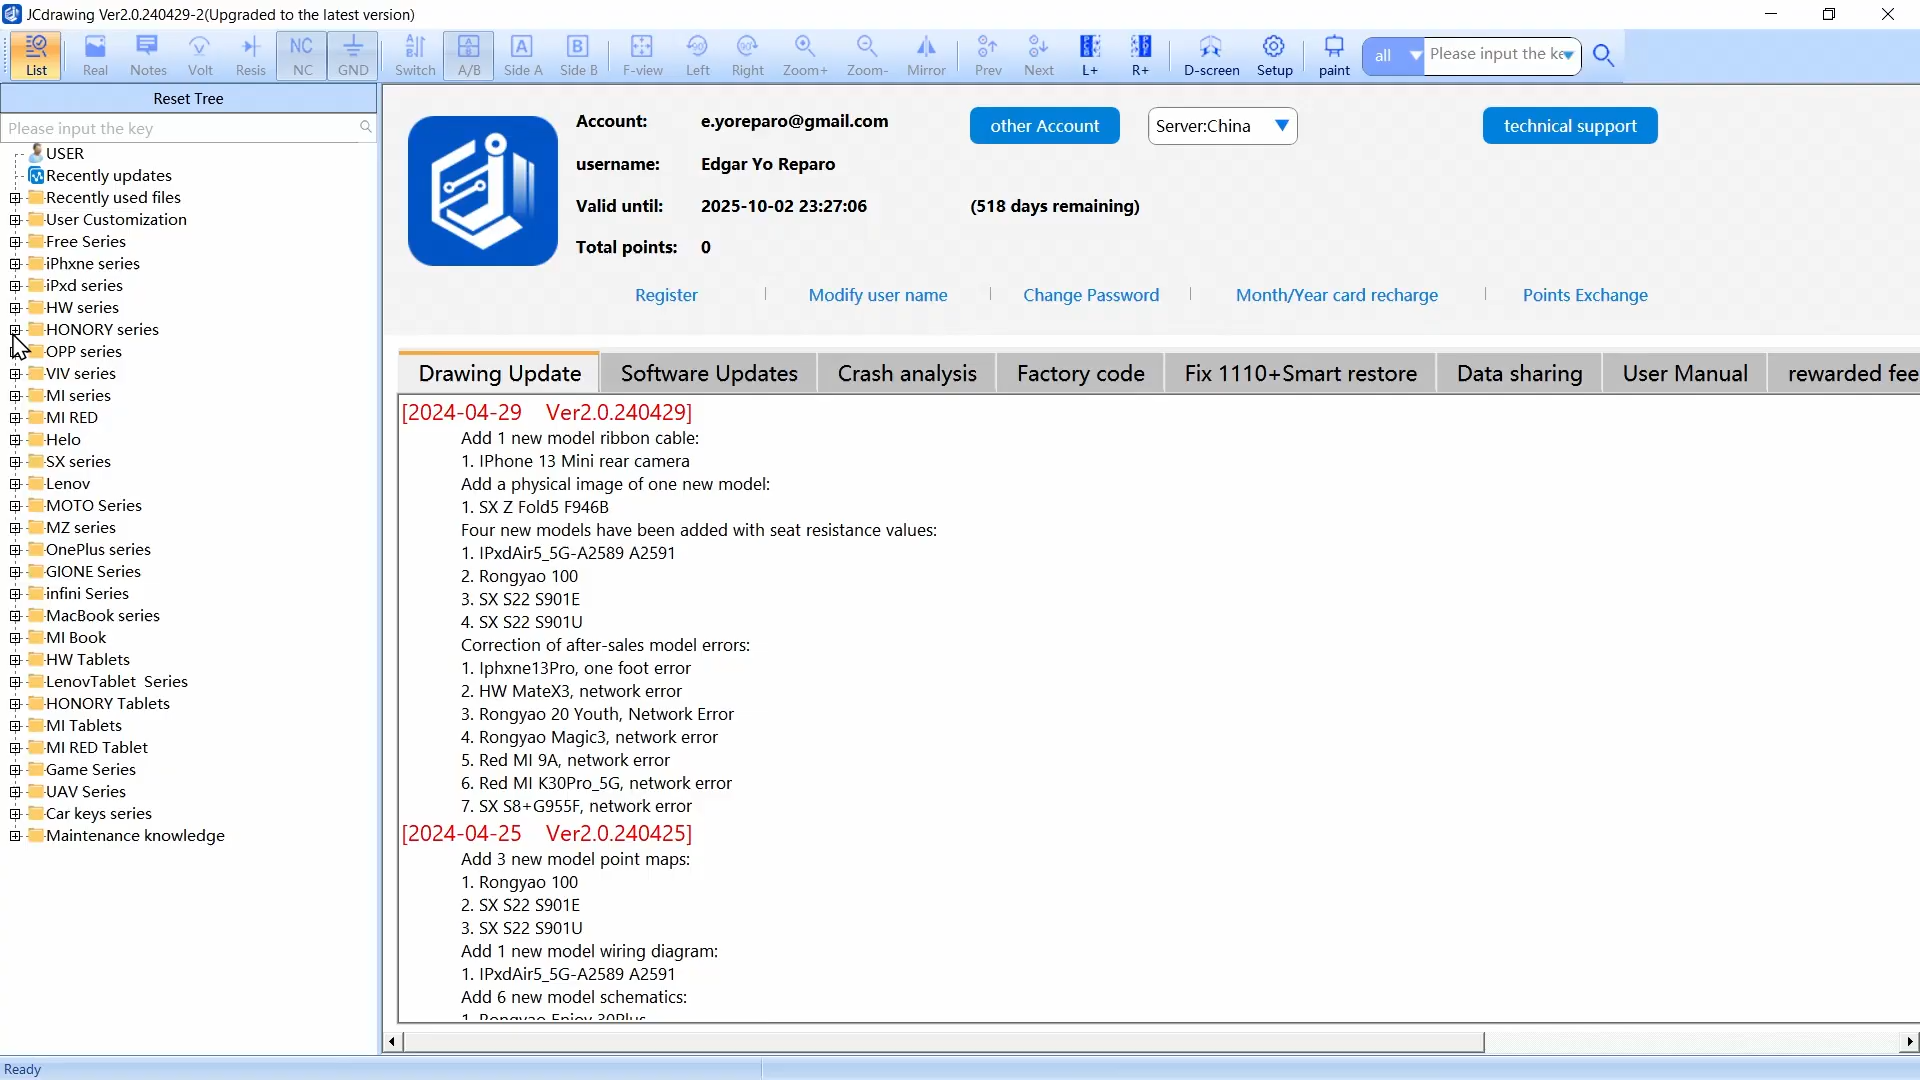 JCdrawing Ver2.0.240429-2(Upgraded to the latest version)
List Real Notes Volt Resis NC NC GND Switch A/B Side A Side B F-view Left Right Zoom+ Zoom- Mirror Prev Next L+ R+ D-screen Setup paint all Please input the ke
Reset Tree
Please input the key
USER
Recently updates
Recently used files
User Customization
Free Series
iPhxne series
iPxd series
HW series
HONORY series
OPP series
VIV series
MI series
MI RED
Helo
SX series
Lenov
MOTO Series
MZ series
OnePlus series
GIONE Series
infini Series
MacBook series
MI Book
HW Tablets
LenovTablet Series
HONORY Tablets
MI Tablets
MI RED Tablet
Game Series
UAV Series
Car keys series
Maintenance knowledge
Account: e.yoreparo@gmail.com other Account Server:China technical support
username: Edgar Yo Reparo
Valid until: 2025-10-02 23:27:06 (518 days remaining)
Total points: 0
Register Modify user name Change Password Month/Year card recharge Points Exchange
Drawing Update Software Updates Crash analysis Factory code Fix 1110+Smart restore Data sharing User Manual rewarded fee
[2024-04-29 Ver2.0.240429]
Add 1 new model ribbon cable:
1. IPhone 13 Mini rear camera
Add a physical image of one new model:
1. SX Z Fold5 F946B
Four new models have been added with seat resistance values:
1. IPxdAir5_5G-A2589 A2591
2. Rongyao 100
3. SX S22 S901E
4. SX S22 S901U
Correction of after-sales model errors:
1. Iphxne13Pro, one foot error
2. HW MateX3, network error
3. Rongyao 20 Youth, Network Error
4. Rongyao Magic3, network error
5. Red MI 9A, network error
6. Red MI K30Pro_5G, network error
7. SX S8+G955F, network error
[2024-04-25 Ver2.0.240425]
Add 3 new model point maps:
1. Rongyao 100
2. SX S22 S901E
3. SX S22 S901U
Add 1 new model wiring diagram:
1. IPxdAir5_5G-A2589 A2591
Add 6 new model schematics:
1. Rongyao Enjoy 30Plus
Ready